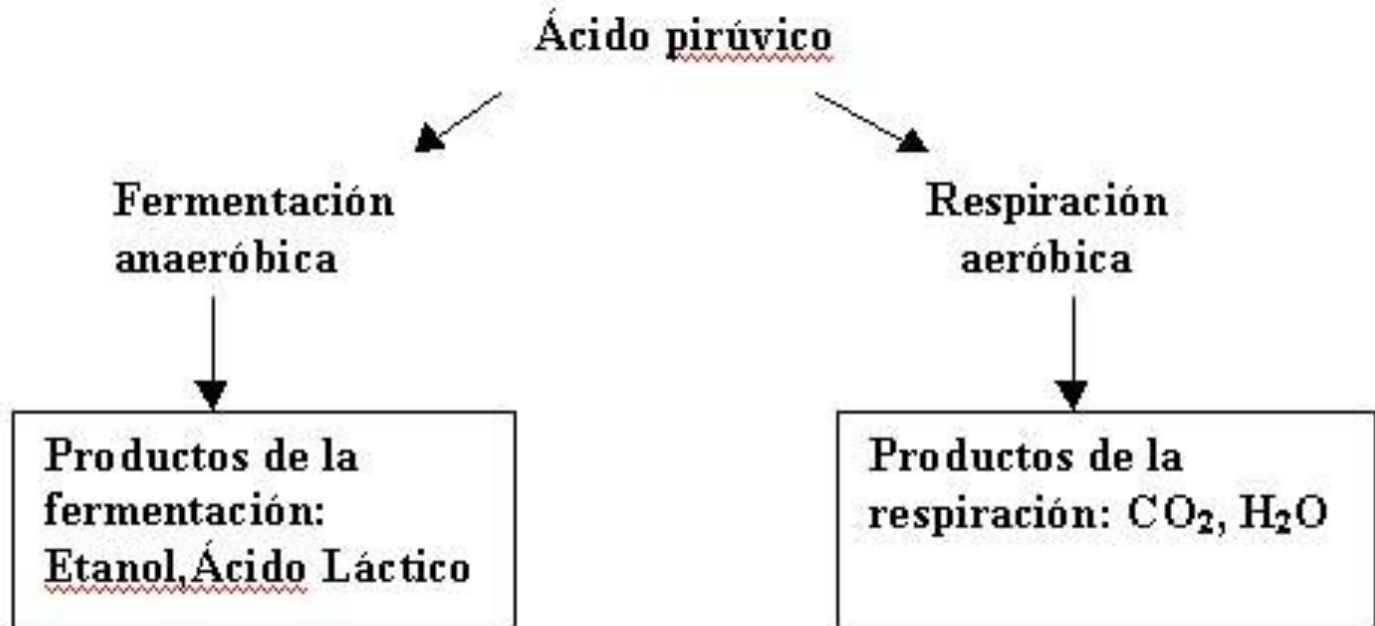 Ácido pirúvico
Fermentación
anaeróbica
Respiración
aeróbica
Productos de la
fermentación:
Etanol,Ácido Láctico
Productos de la
respiración: CO₂, H₂O